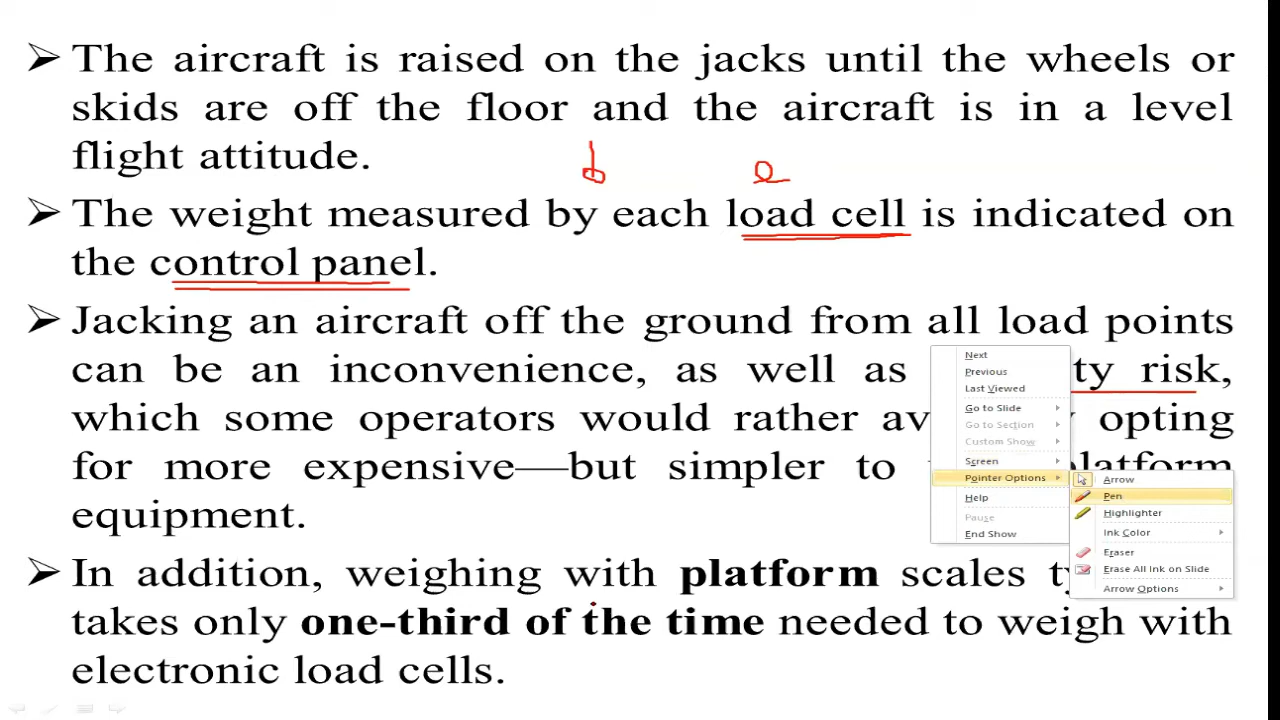 ➢ The aircraft is raised on the jacks until the wheels or
skids are off the floor and the aircraft is in a level
flight attitude.
➢ The weight measured by each load cell is indicated on
the control panel.
➢ Jacking an aircraft off the ground from all load points
can be an inconvenience, as well as ty risk,
which some operators would rather av opting
for more expensive—but simpler to platform
equipment.
➢ In addition, weighing with platform scales
takes only one-third of the time needed to weigh with
electronic load cells.
Next
Previous
Last Viewed
Go to Slide
Go to Section
Custom Show
Screen
Pointer Options
Help
Pause
End Show
Arrow
Pen
Highlighter
Ink Color
Eraser
Erase All Ink on Slide
Arrow Options